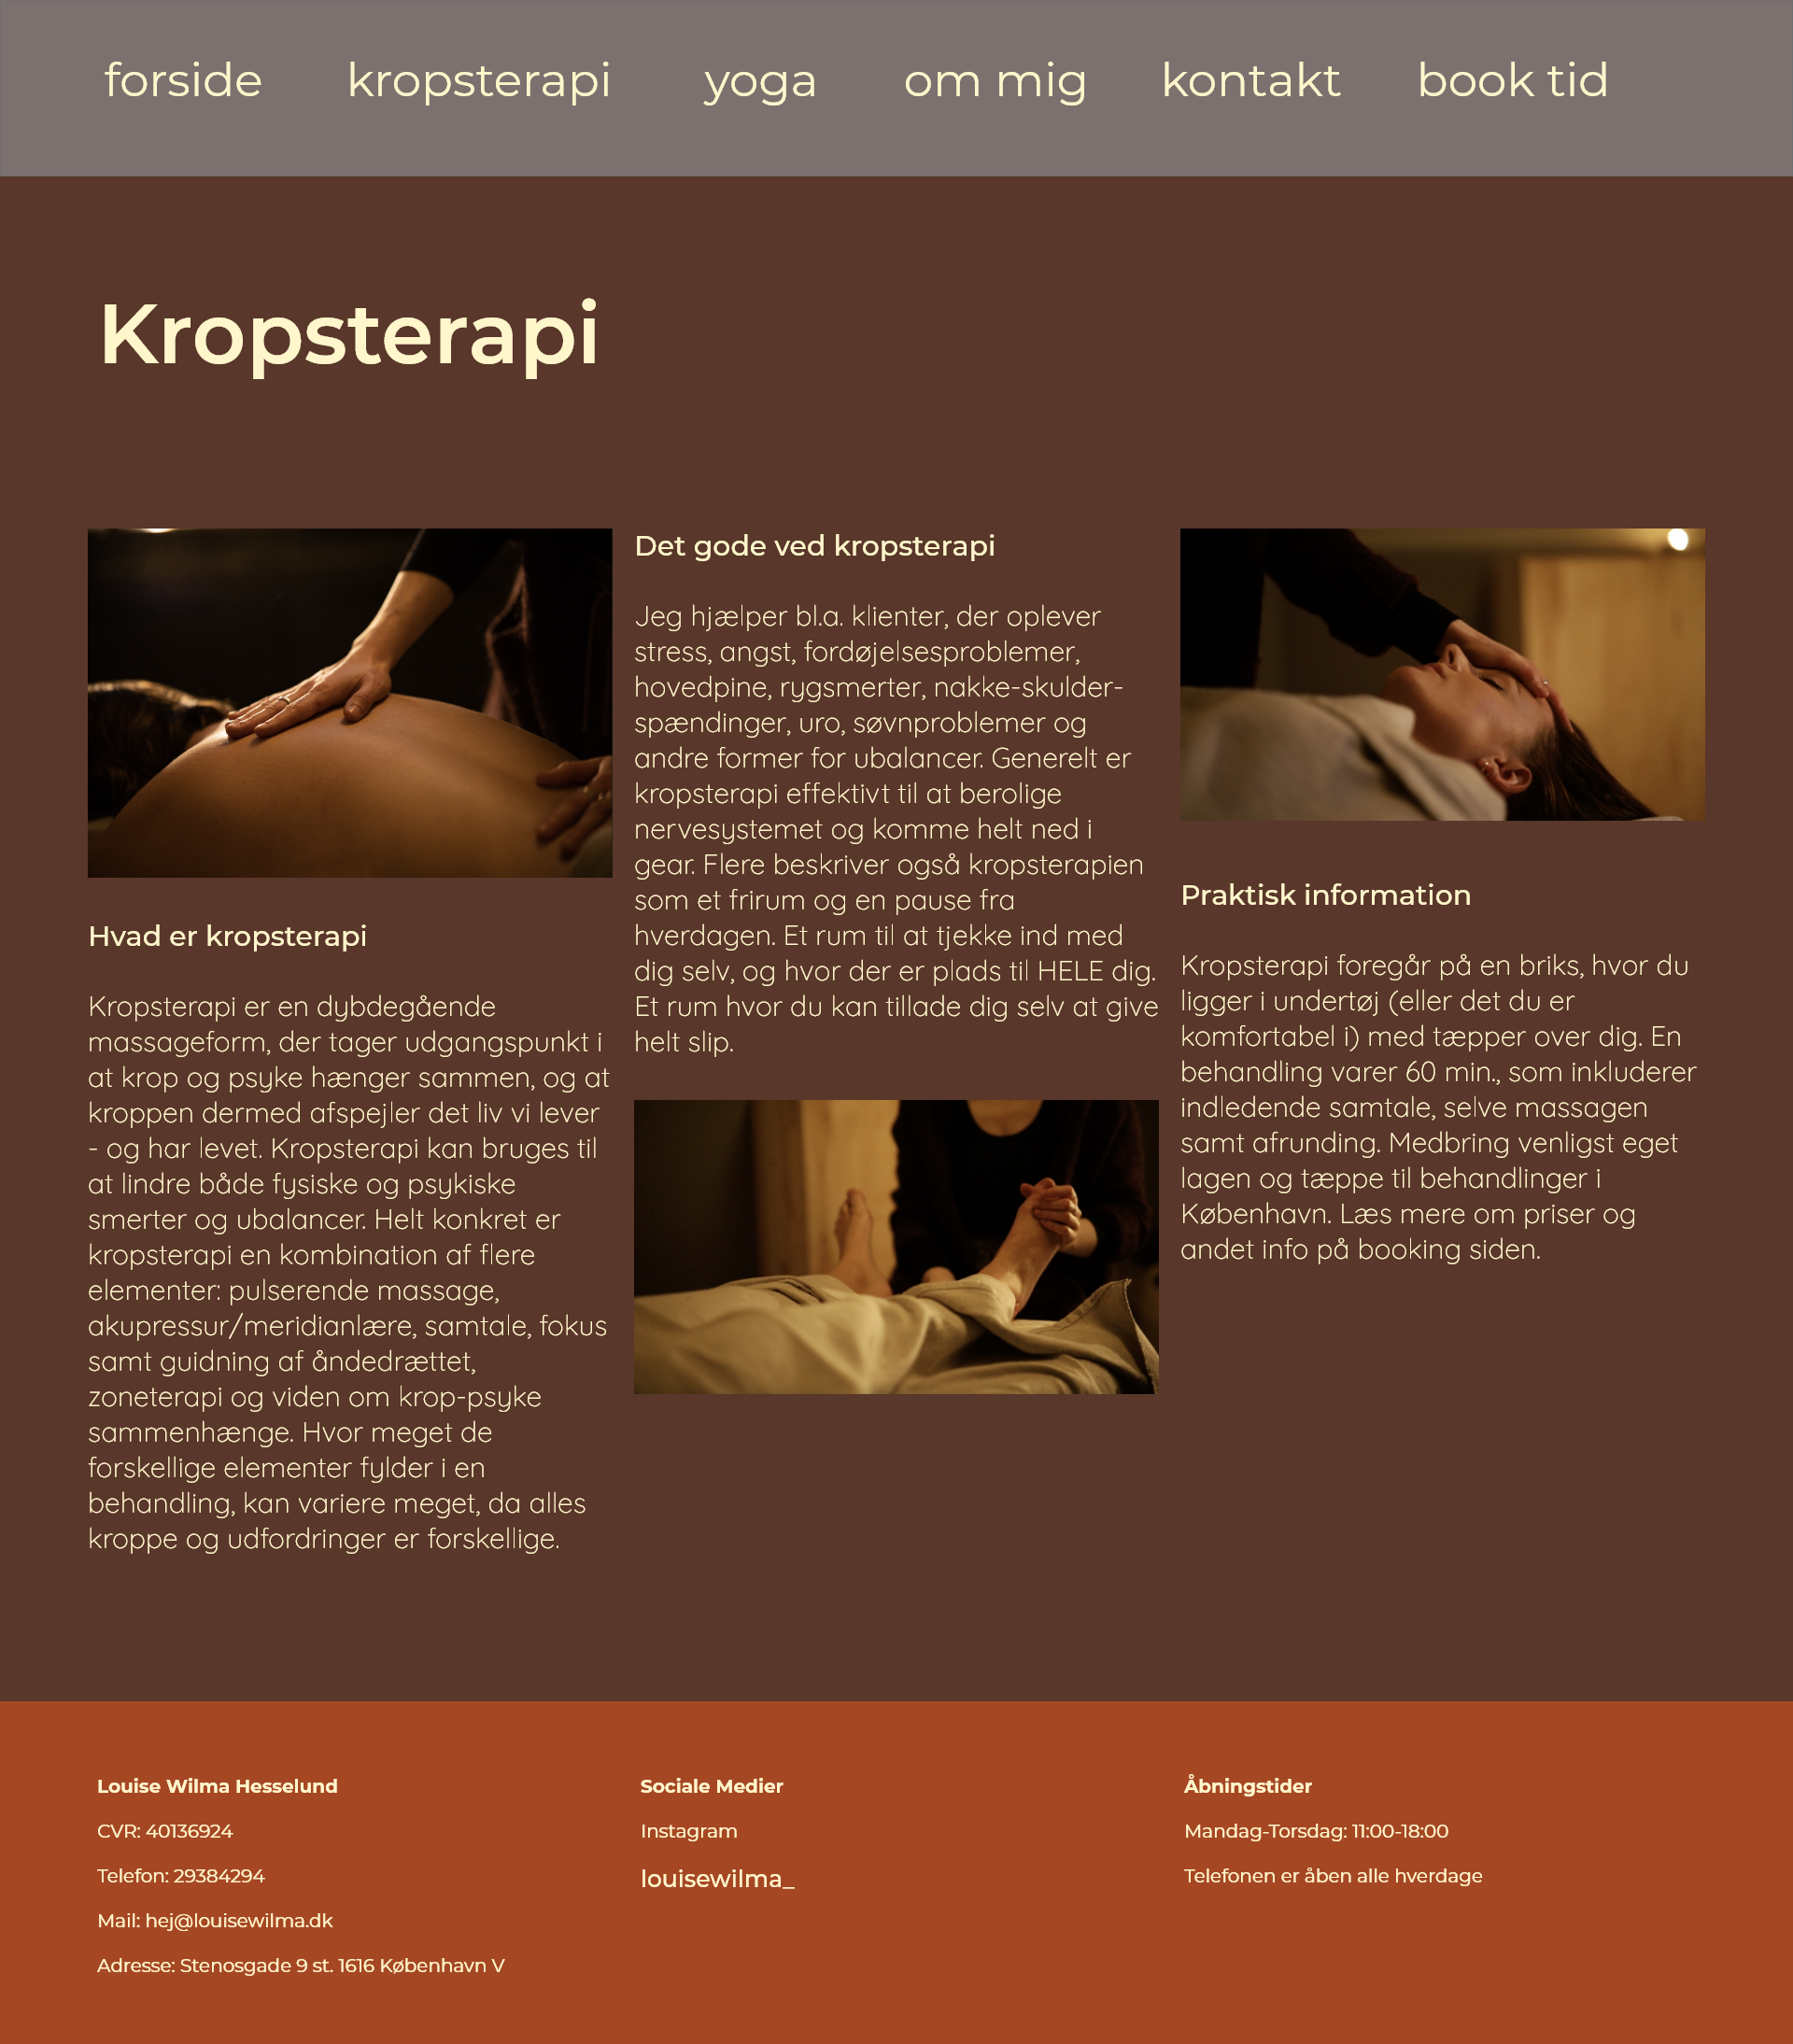 forside kropsterapi yoga om mig kontakt book tid
Kropsterapi
Hvad er kropsterapi
Kropsterapi er en dybdegående
massageform, der tager udgangspunkt i
at krop og psyke hænger sammen, og at
kroppen dermed afspejler det liv vi lever
- og har levet. Kropsterapi kan bruges til
at lindre både fysiske og psykiske
smerter og ubalancer. Helt konkret er
kropsterapi en kombination af flere
elementer: pulserende massage,
akupressur/meridianlære, samtale, fokus
samt guidning af åndedrættet,
zoneterapi og viden om krop-psyke
sammenhænge. Hvor meget de
forskellige elementer fylder i en
behandling, kan variere meget, da alles
kroppe og udfordringer er forskellige.
Det gode ved kropsterapi
Jeg hjælper bl.a. klienter, der oplever
stress, angst, fordøjelsesproblemer,
hovedpine, rygsmerter, nakke-skulder-
spændinger, uro, søvnproblemer og
andre former for ubalancer. Generelt er
kropsterapi effektivt til at berolige
nervesystemet og komme helt ned i
gear. Flere beskriver også kropsterapien
som et frirum og en pause fra
hverdagen. Et rum til at tjekke ind med
dig selv, og hvor der er plads til HELE dig.
Et rum hvor du kan tillade dig selv at give
helt slip.
Praktisk information
Kropsterapi foregår på en briks, hvor du
ligger i undertøj (eller det du er
komfortabel i) med tæpper over dig. En
behandling varer 60 min., som inkluderer
indledende samtale, selve massagen
samt afrunding. Medbring venligst eget
lagen og tæppe til behandlinger i
København. Læs mere om priser og
andet info på booking siden.
Louise Wilma Hesselund
CVR: 40136924
Telefon: 29384294
Mail: hej@louisewilma.dk
Adresse: Stenosgade 9 st. 1616 København V
Sociale Medier
Instagram
louisewilma_
Åbningstider
Mandag-Torsdag: 11:00-18:00
Telefonen er åben alle hverdage